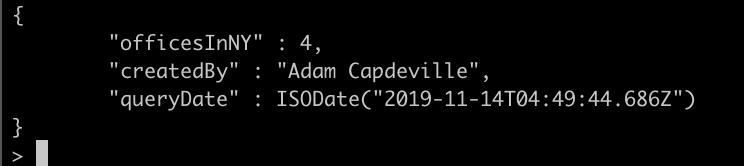 {
"officesInNY" : 4,
"createdBy" : "Adam Capdeville",
"queryDate" : ISODate("2019-11-14T04:49:44.686Z")
}
>